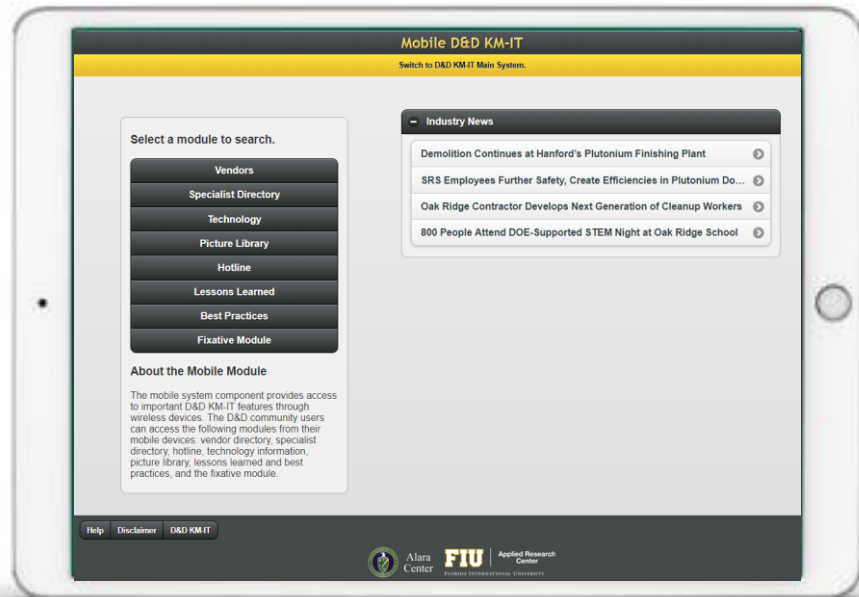 Mobile D&D KM-IT
Switch to D&D KM-IT Main System.
Select a module to search.
Vendors
Specialist Directory
Technology
Picture Library
Hotline
Lessons Learned
Best Practices
Fixative Module
About the Mobile Module
The mobile system component provides access
to important D&D KM-IT features through
wireless devices. The D&D community users
can access the following modules from their
mobile devices: vendor directory, specialist
directory, hotline, technology information,
picture library, lessons learned and best
practices, and the fixative module.
Industry News
Demolition Continues at Hanford's Plutonium Finishing Plant
SRS Employees Further Safety, Create Efficiencies in Plutonium Do...
Oak Ridge Contractor Develops Next Generation of Cleanup Workers
800 People Attend DOE-Supported STEM Night at Oak Ridge School
Help Disclaimer D&D KM-IT
Alara
Center
FIU
Applied Research
Center
Florida International University